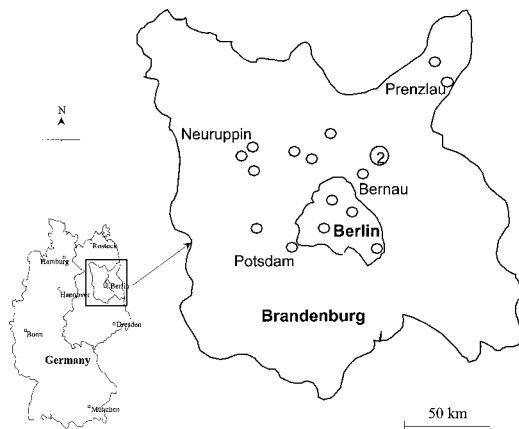 Prenzlau
N
Neuruppin
2
Bernau
Berlin
Rostock
Hamburg
Potsdam
Berlin
Hannover
Brandenburg
Dresden
Bonn
Germany
München
50 km